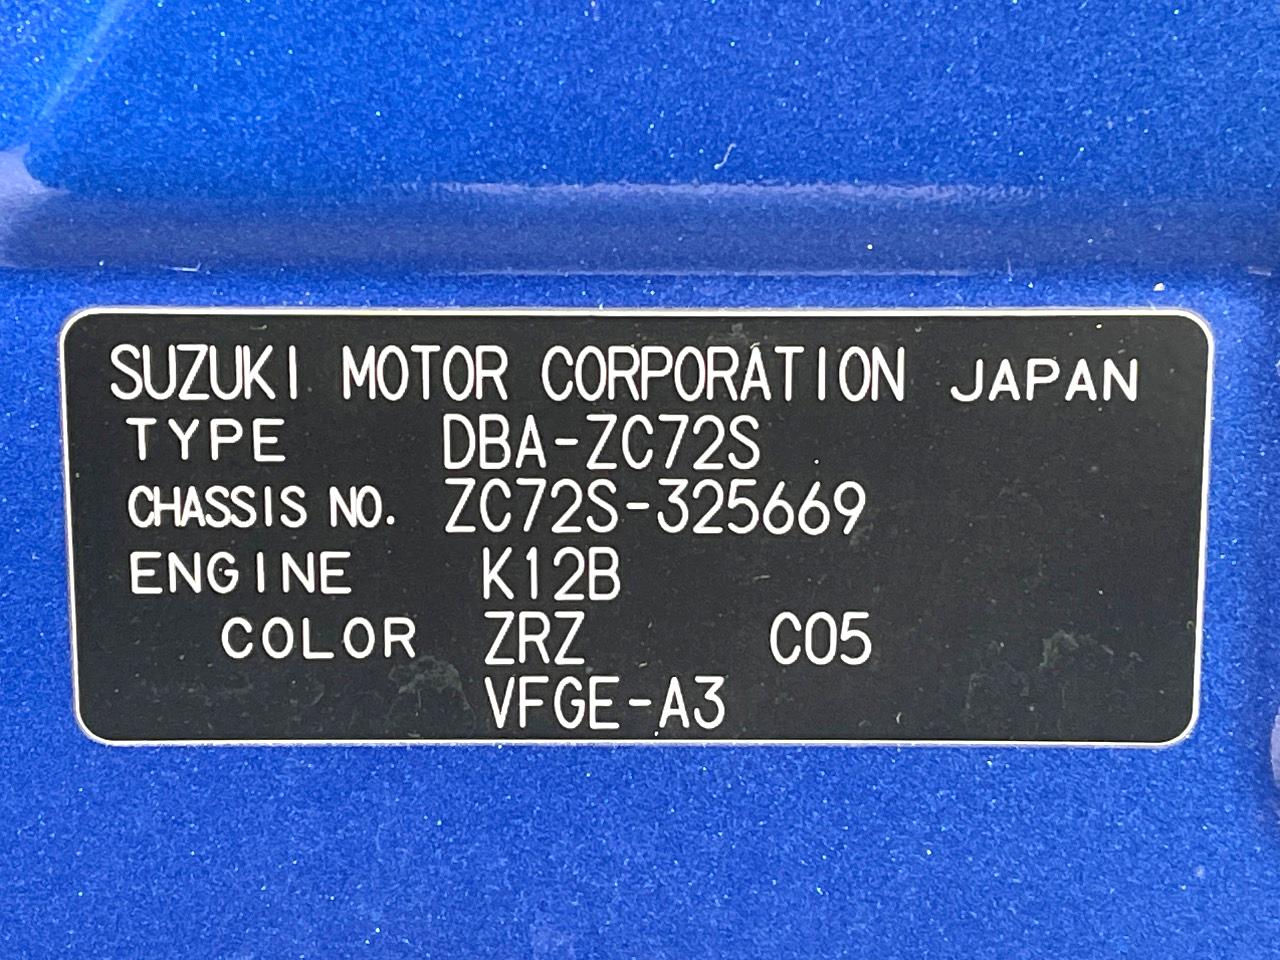 SUZUKI MOTOR CORPORATION JAPAN
TYPE DBA-ZC72S
CHASSIS NO. ZC72S-325669
ENGINE K12B
COLOR ZRZ C05
VFGE-A3